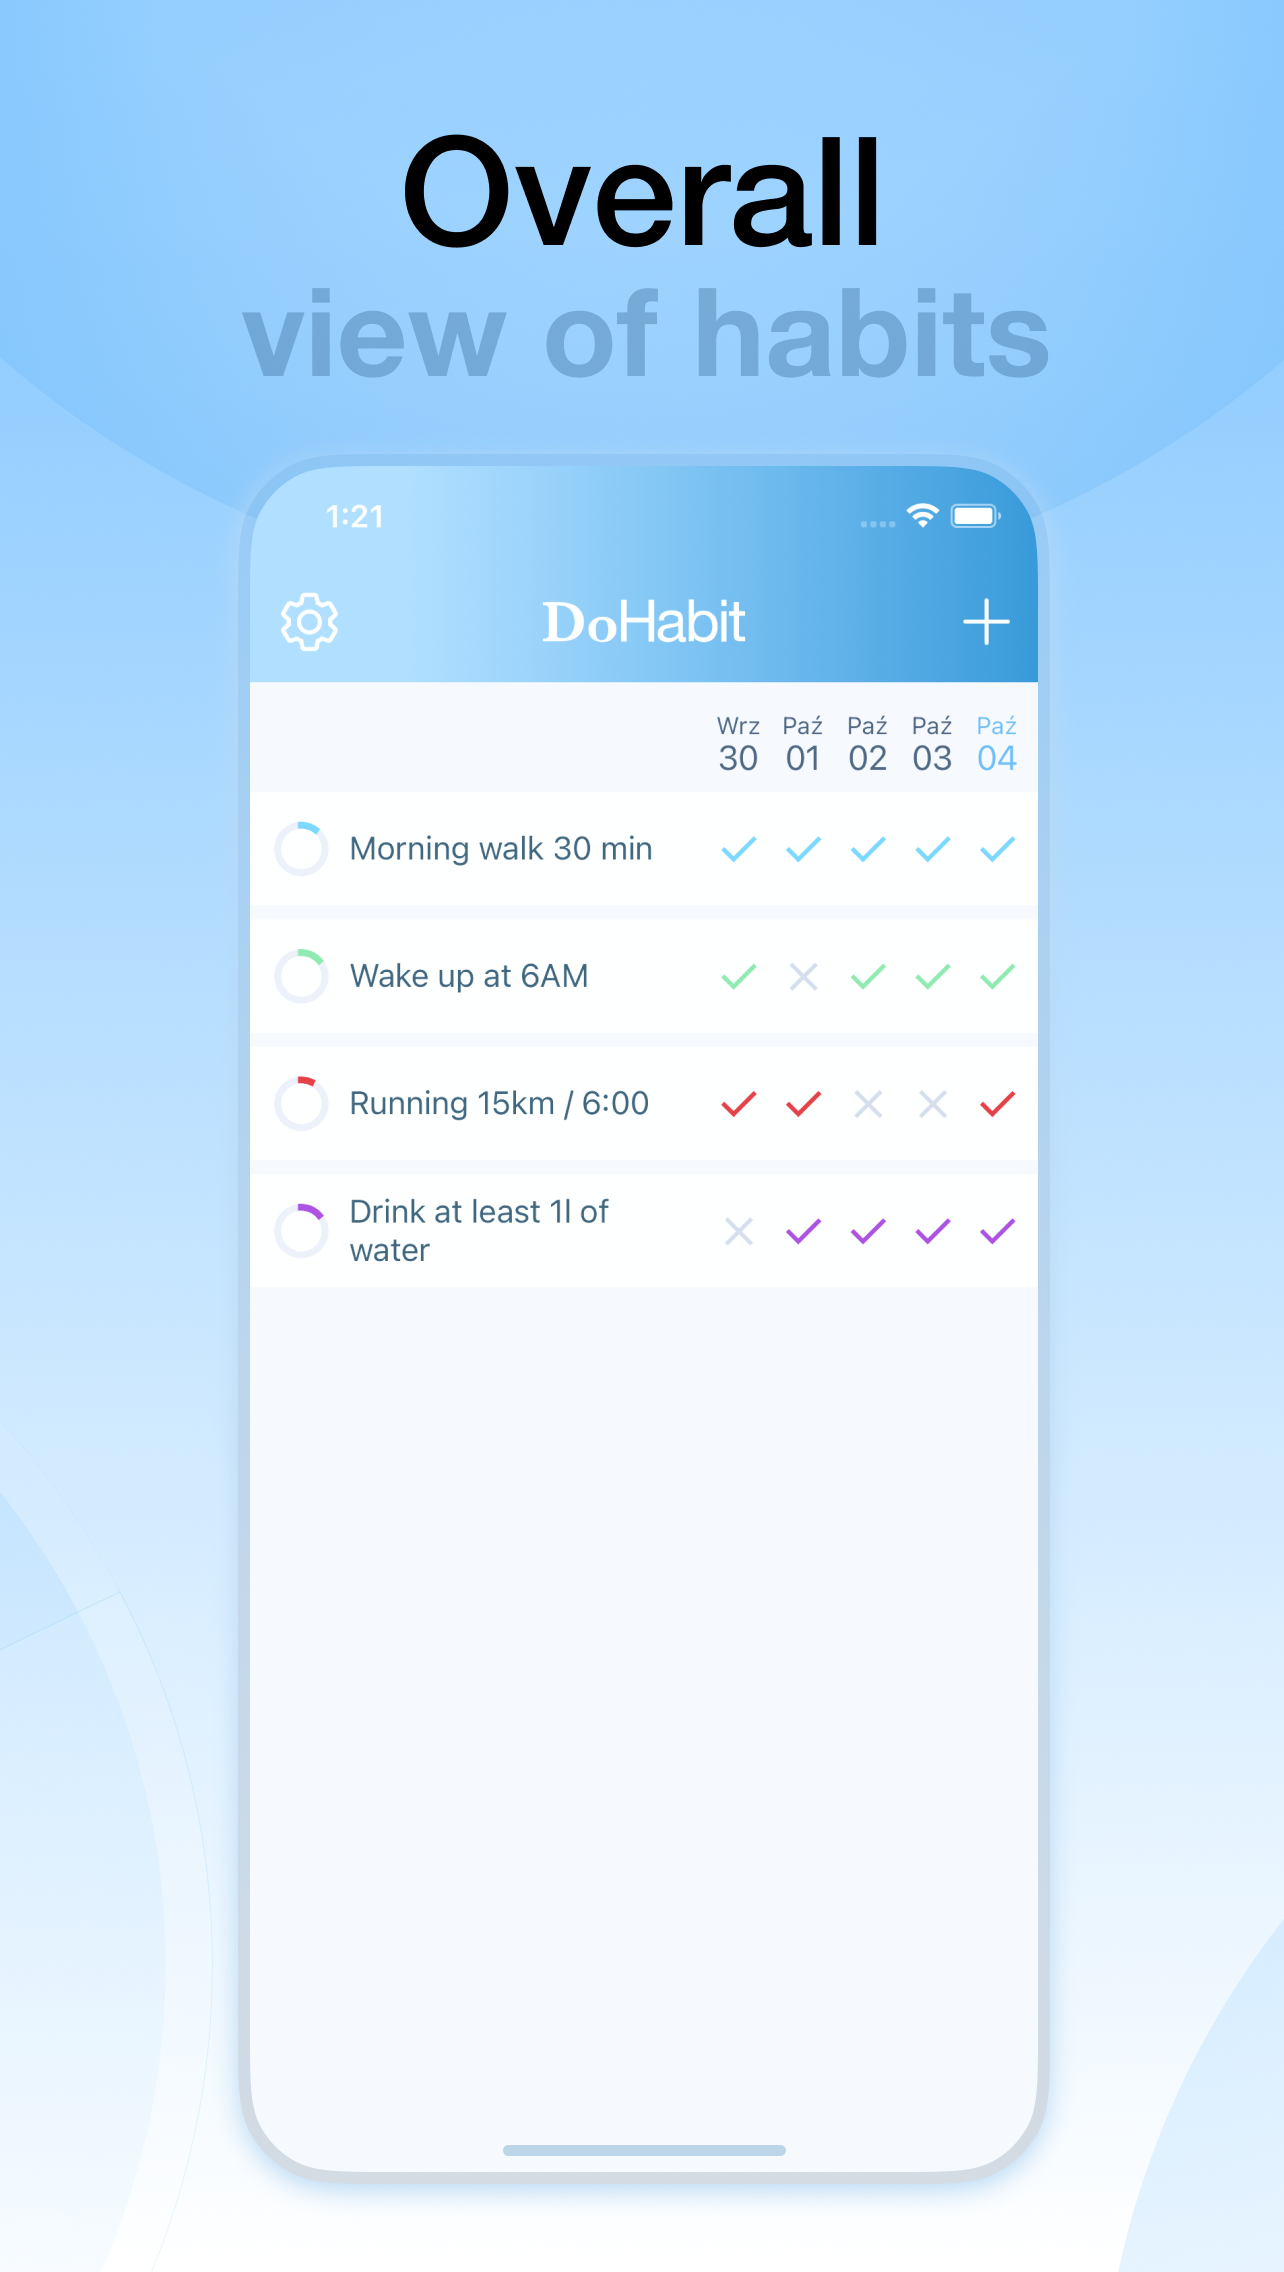 Overall
view of habits
1:21
DoHabit
Wrz Paź Paź Paź Paź
30 01 02 03 04
Morning walk 30 min
Wake up at 6AM
Running 15km / 6:00
Drink at least 1l of
water